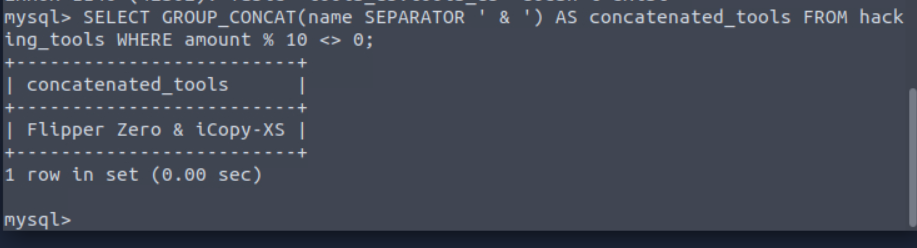 mysql> SELECT GROUP_CONCAT(name SEPARATOR ' & ') AS concatenated_tools FROM hack
ing_tools WHERE amount % 10 <> 0;
+-------------------------+
| concatenated_tools      |
+-------------------------+
| Flipper Zero & iCopy-XS |
+-------------------------+
1 row in set (0.00 sec)

mysql>